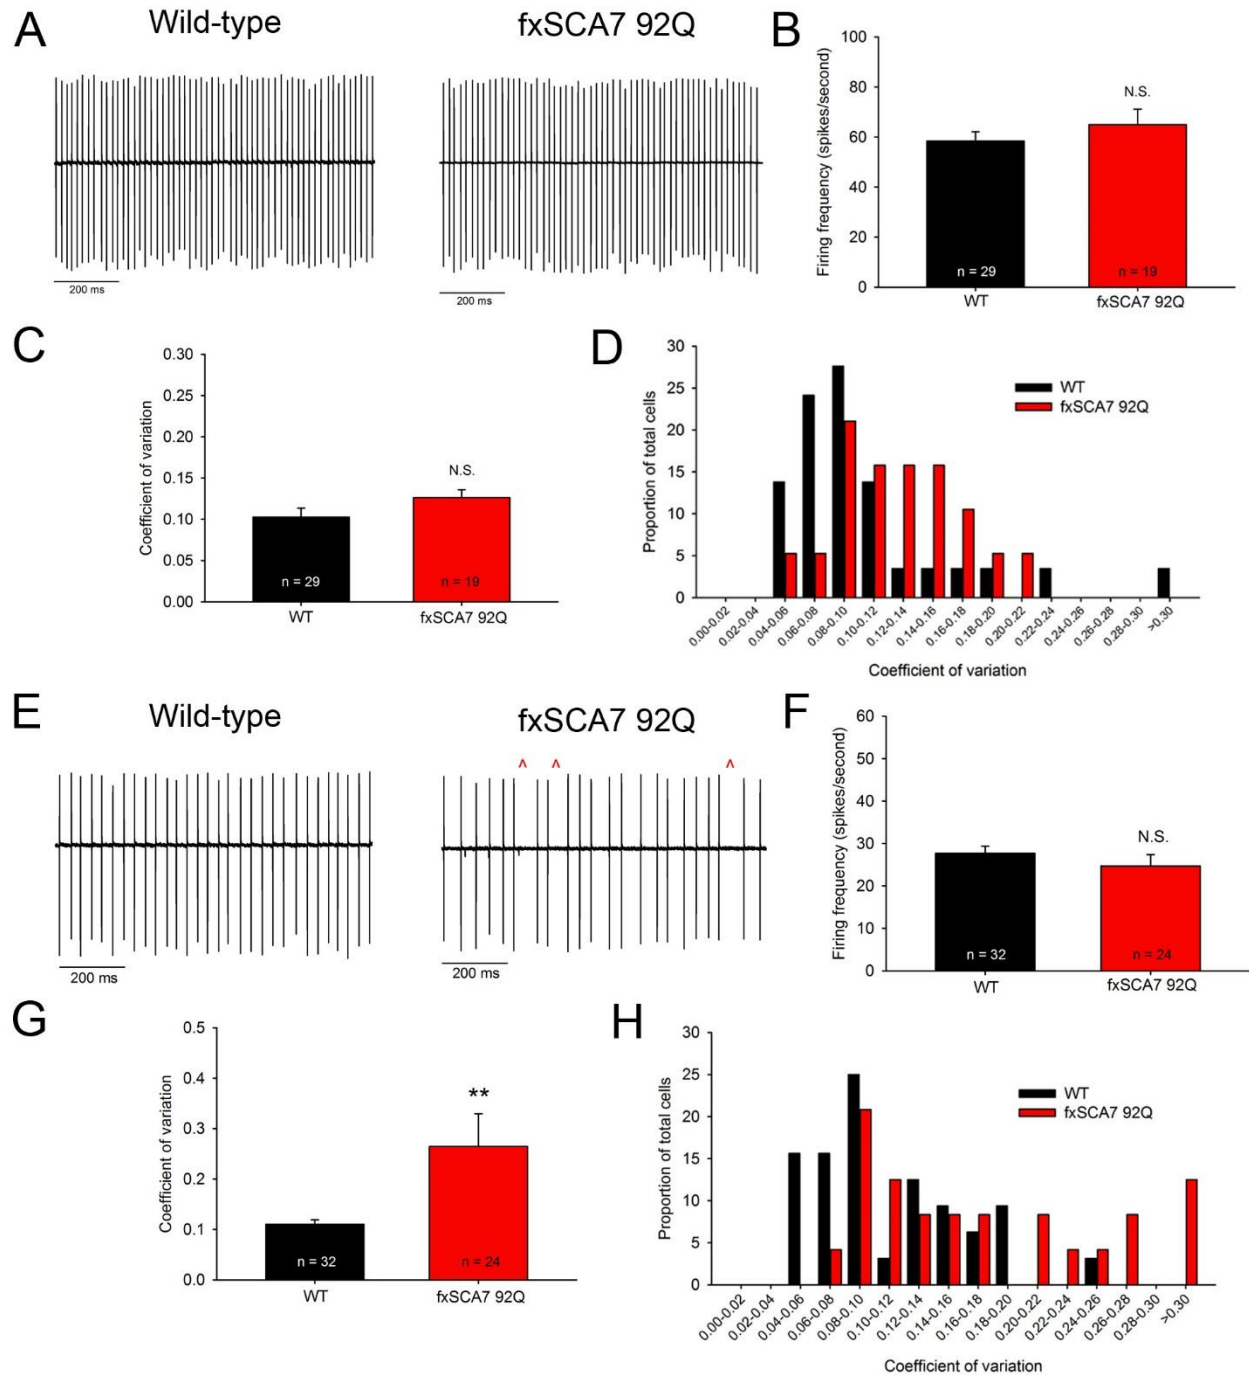 A
Wild-type
fxSCA7 92Q
200 ms
200 ms
B
Firing frequency (spikes/second)
100
80
60
40
20
0
N.S.
n = 29
n = 19
WT
fxSCA7 92Q
C
Coefficient of variation
0.30
0.25
0.20
0.15
0.10
0.05
0.00
N.S.
n = 29
n = 19
WT
fxSCA7 92Q
D
Proportion of total cells
30
25
20
15
10
5
0
WT
fxSCA7 92Q
0.00-0.02
0.02-0.04
0.04-0.06
0.06-0.08
0.08-0.10
0.10-0.12
0.12-0.14
0.14-0.16
0.16-0.18
0.18-0.20
0.20-0.22
0.22-0.24
0.24-0.26
0.26-0.28
0.28-0.30
>0.30
Coefficient of variation
E
Wild-type
fxSCA7 92Q
^ ^ ^
200 ms
200 ms
F
Firing frequency (spikes/second)
60
50
40
30
20
10
0
N.S.
n = 32
n = 24
WT
fxSCA7 92Q
G
Coefficient of variation
0.5
0.4
0.3
0.2
0.1
0.0
**
n = 32
n = 24
WT
fxSCA7 92Q
H
Proportion of total cells
30
25
20
15
10
5
0
WT
fxSCA7 92Q
0.00-0.02
0.02-0.04
0.04-0.06
0.06-0.08
0.08-0.10
0.10-0.12
0.12-0.14
0.14-0.16
0.16-0.18
0.18-0.20
0.20-0.22
0.22-0.24
0.24-0.26
0.26-0.28
0.28-0.30
>0.30
Coefficient of variation